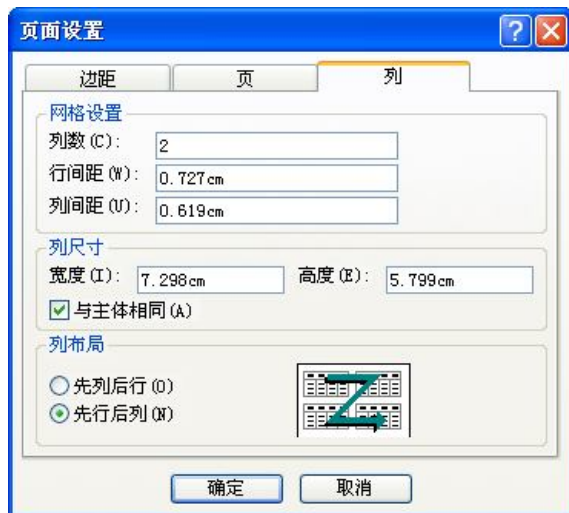 页面设置
边距 页 列
网格设置
列数(C): 2
行间距(W): 0.727cm
列间距(U): 0.619cm
列尺寸
宽度(I): 7.298cm 高度(E): 5.799cm
与主体相同(A)
列布局
先列后行(O)
先行后列(N)
确定 取消